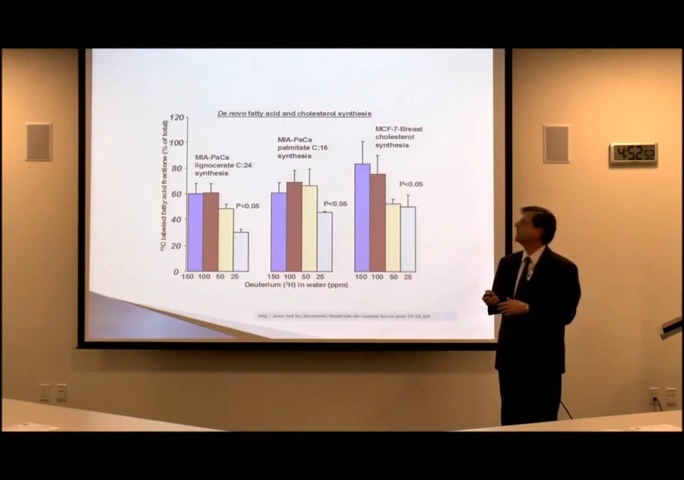 De novo fatty acid and cholesterol synthesis
120
100
80
60
40
20
0
¹³C labeled fatty acid fractions (% of total)
MIA-PaCa
lignocerate C:24
synthesis
MIA-PaCa
palmitate C:16
synthesis
MCF-7-Breast
cholesterol
synthesis
P<0.05
P<0.05
P<0.05
150 100 50 25
150 100 50 25
150 100 50 25
Deuterium (²H) in water (ppm)
4:52